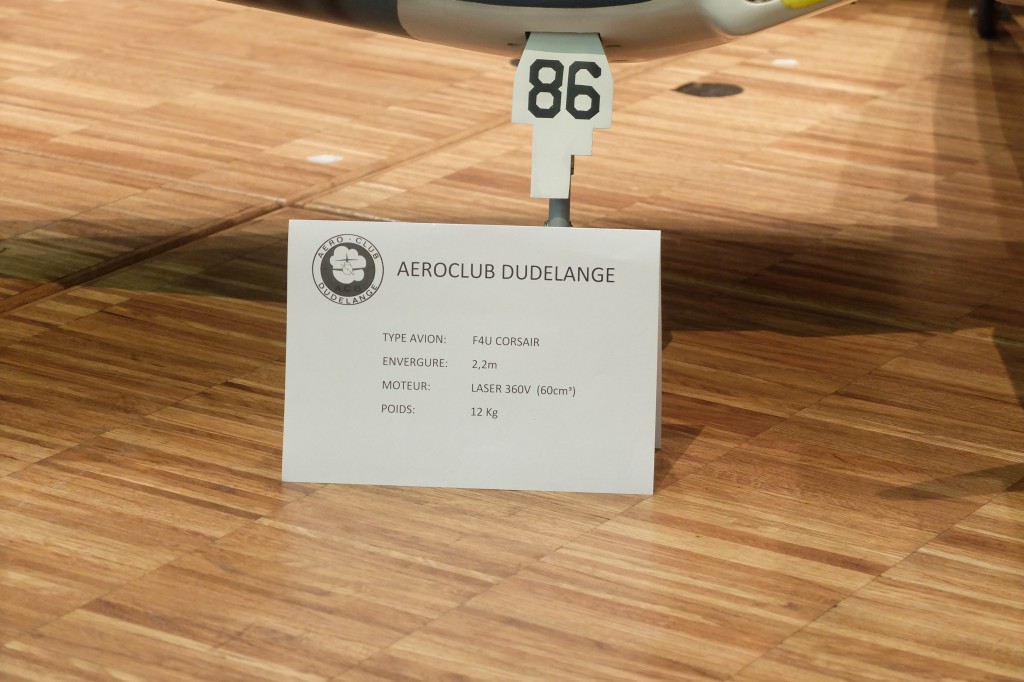 86
AERO - CLUB
DUDELANGE
AEROCLUB DUDELANGE
TYPE AVION: F4U CORSAIR
ENVERGURE: 2,2m
MOTEUR: LASER 360V (60cm³)
POIDS: 12 Kg